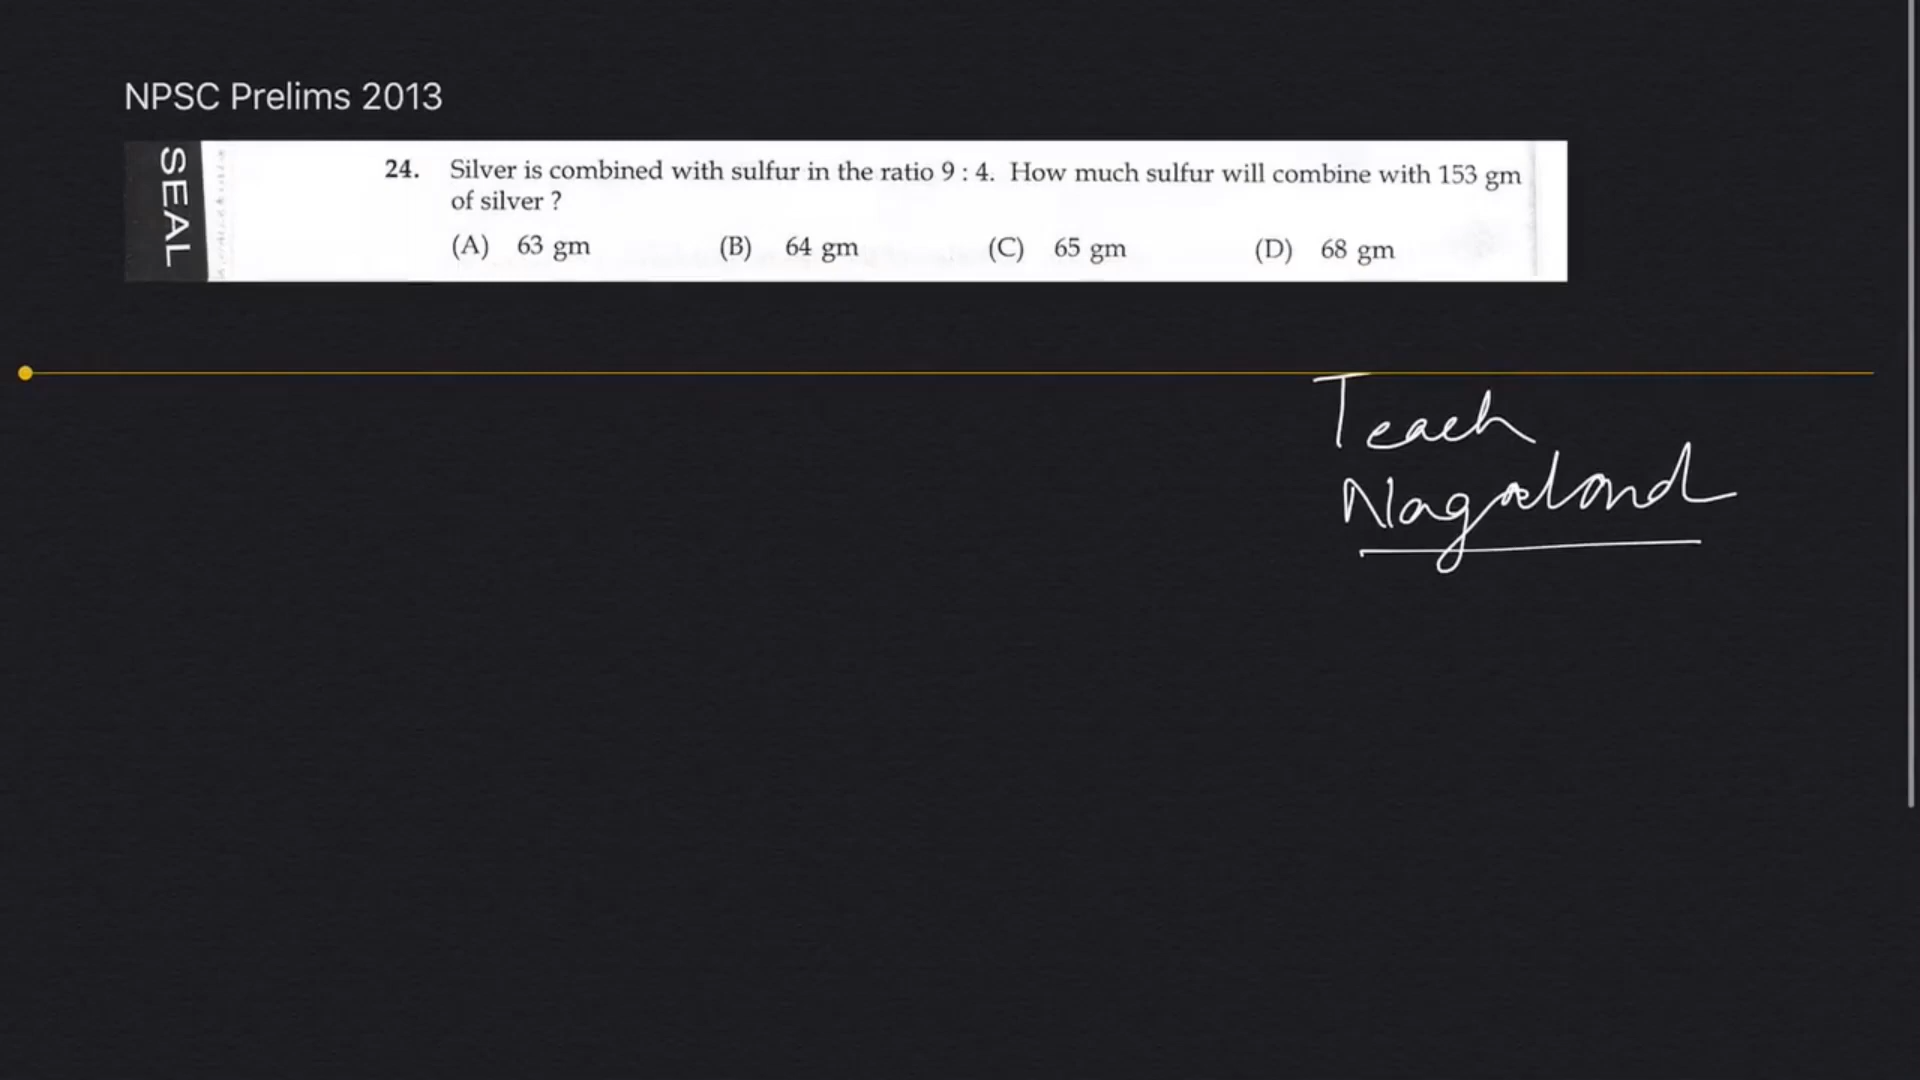 NPSC Prelims 2013
SEAL
24. Silver is combined with sulfur in the ratio 9 : 4. How much sulfur will combine with 153 gm
of silver ?
(A) 63 gm (B) 64 gm (C) 65 gm (D) 68 gm
Teach
Nagaland